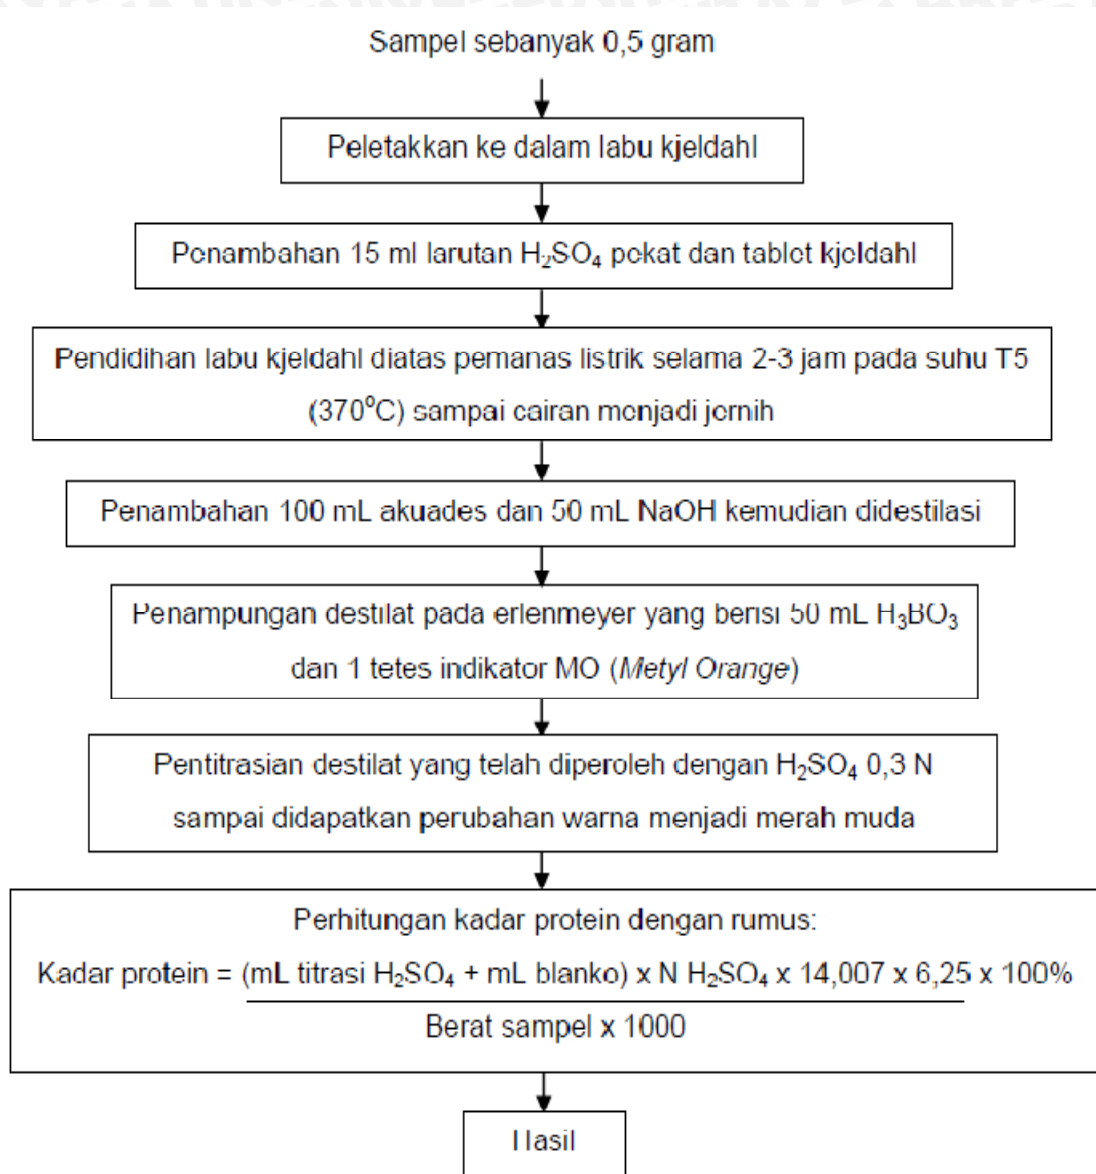 Sampel sebanyak 0,5 gram
Peletakkan ke dalam labu kjeldahl
Penambahan 15 ml larutan H₂SO₄ pekat dan tablet kjeldahl
Pendidihan labu kjeldahl diatas pemanas listrik selama 2-3 jam pada suhu T5
(370⁰C) sampai cairan menjadi jernih
Penambahan 100 mL akuades dan 50 mL NaOH kemudian didestilasi
Penampungan destilat pada erlenmeyer yang berisi 50 mL H₃BO₃
dan 1 tetes indikator MO (Metyl Orange)
Pentitrasian destilat yang telah diperoleh dengan H₂SO₄ 0,3 N
sampai didapatkan perubahan warna menjadi merah muda
Perhitungan kadar protein dengan rumus:
Kadar protein = (mL titrasi H₂SO₄ + mL blanko) x N H₂SO₄ x 14,007 x 6,25 x 100%
Berat sampel x 1000
Hasil